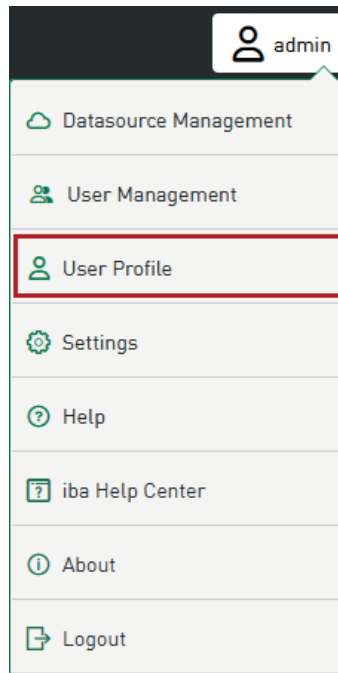 admin
Datasource Management
User Management
User Profile
Settings
Help
iba Help Center
About
Logout